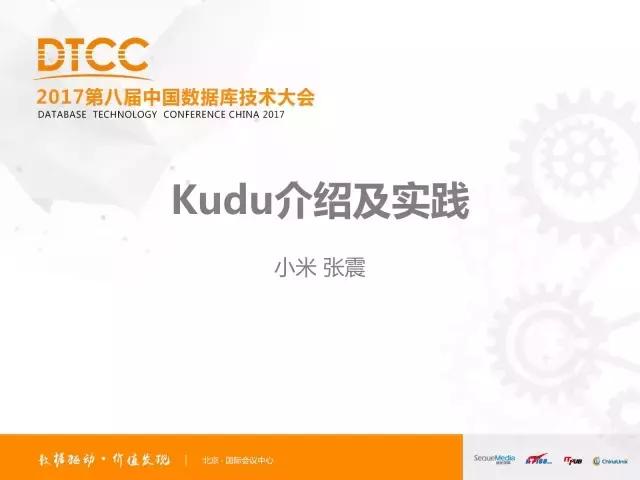 DTCC
2017第八届中国数据库技术大会
DATABASE TECHNOLOGY CONFERENCE CHINA 2017
Kudu介绍及实践
小米 张震
数据驱动·价值发现
北京·国际会议中心
SequeMedia
ITPUB
ChinaUnix